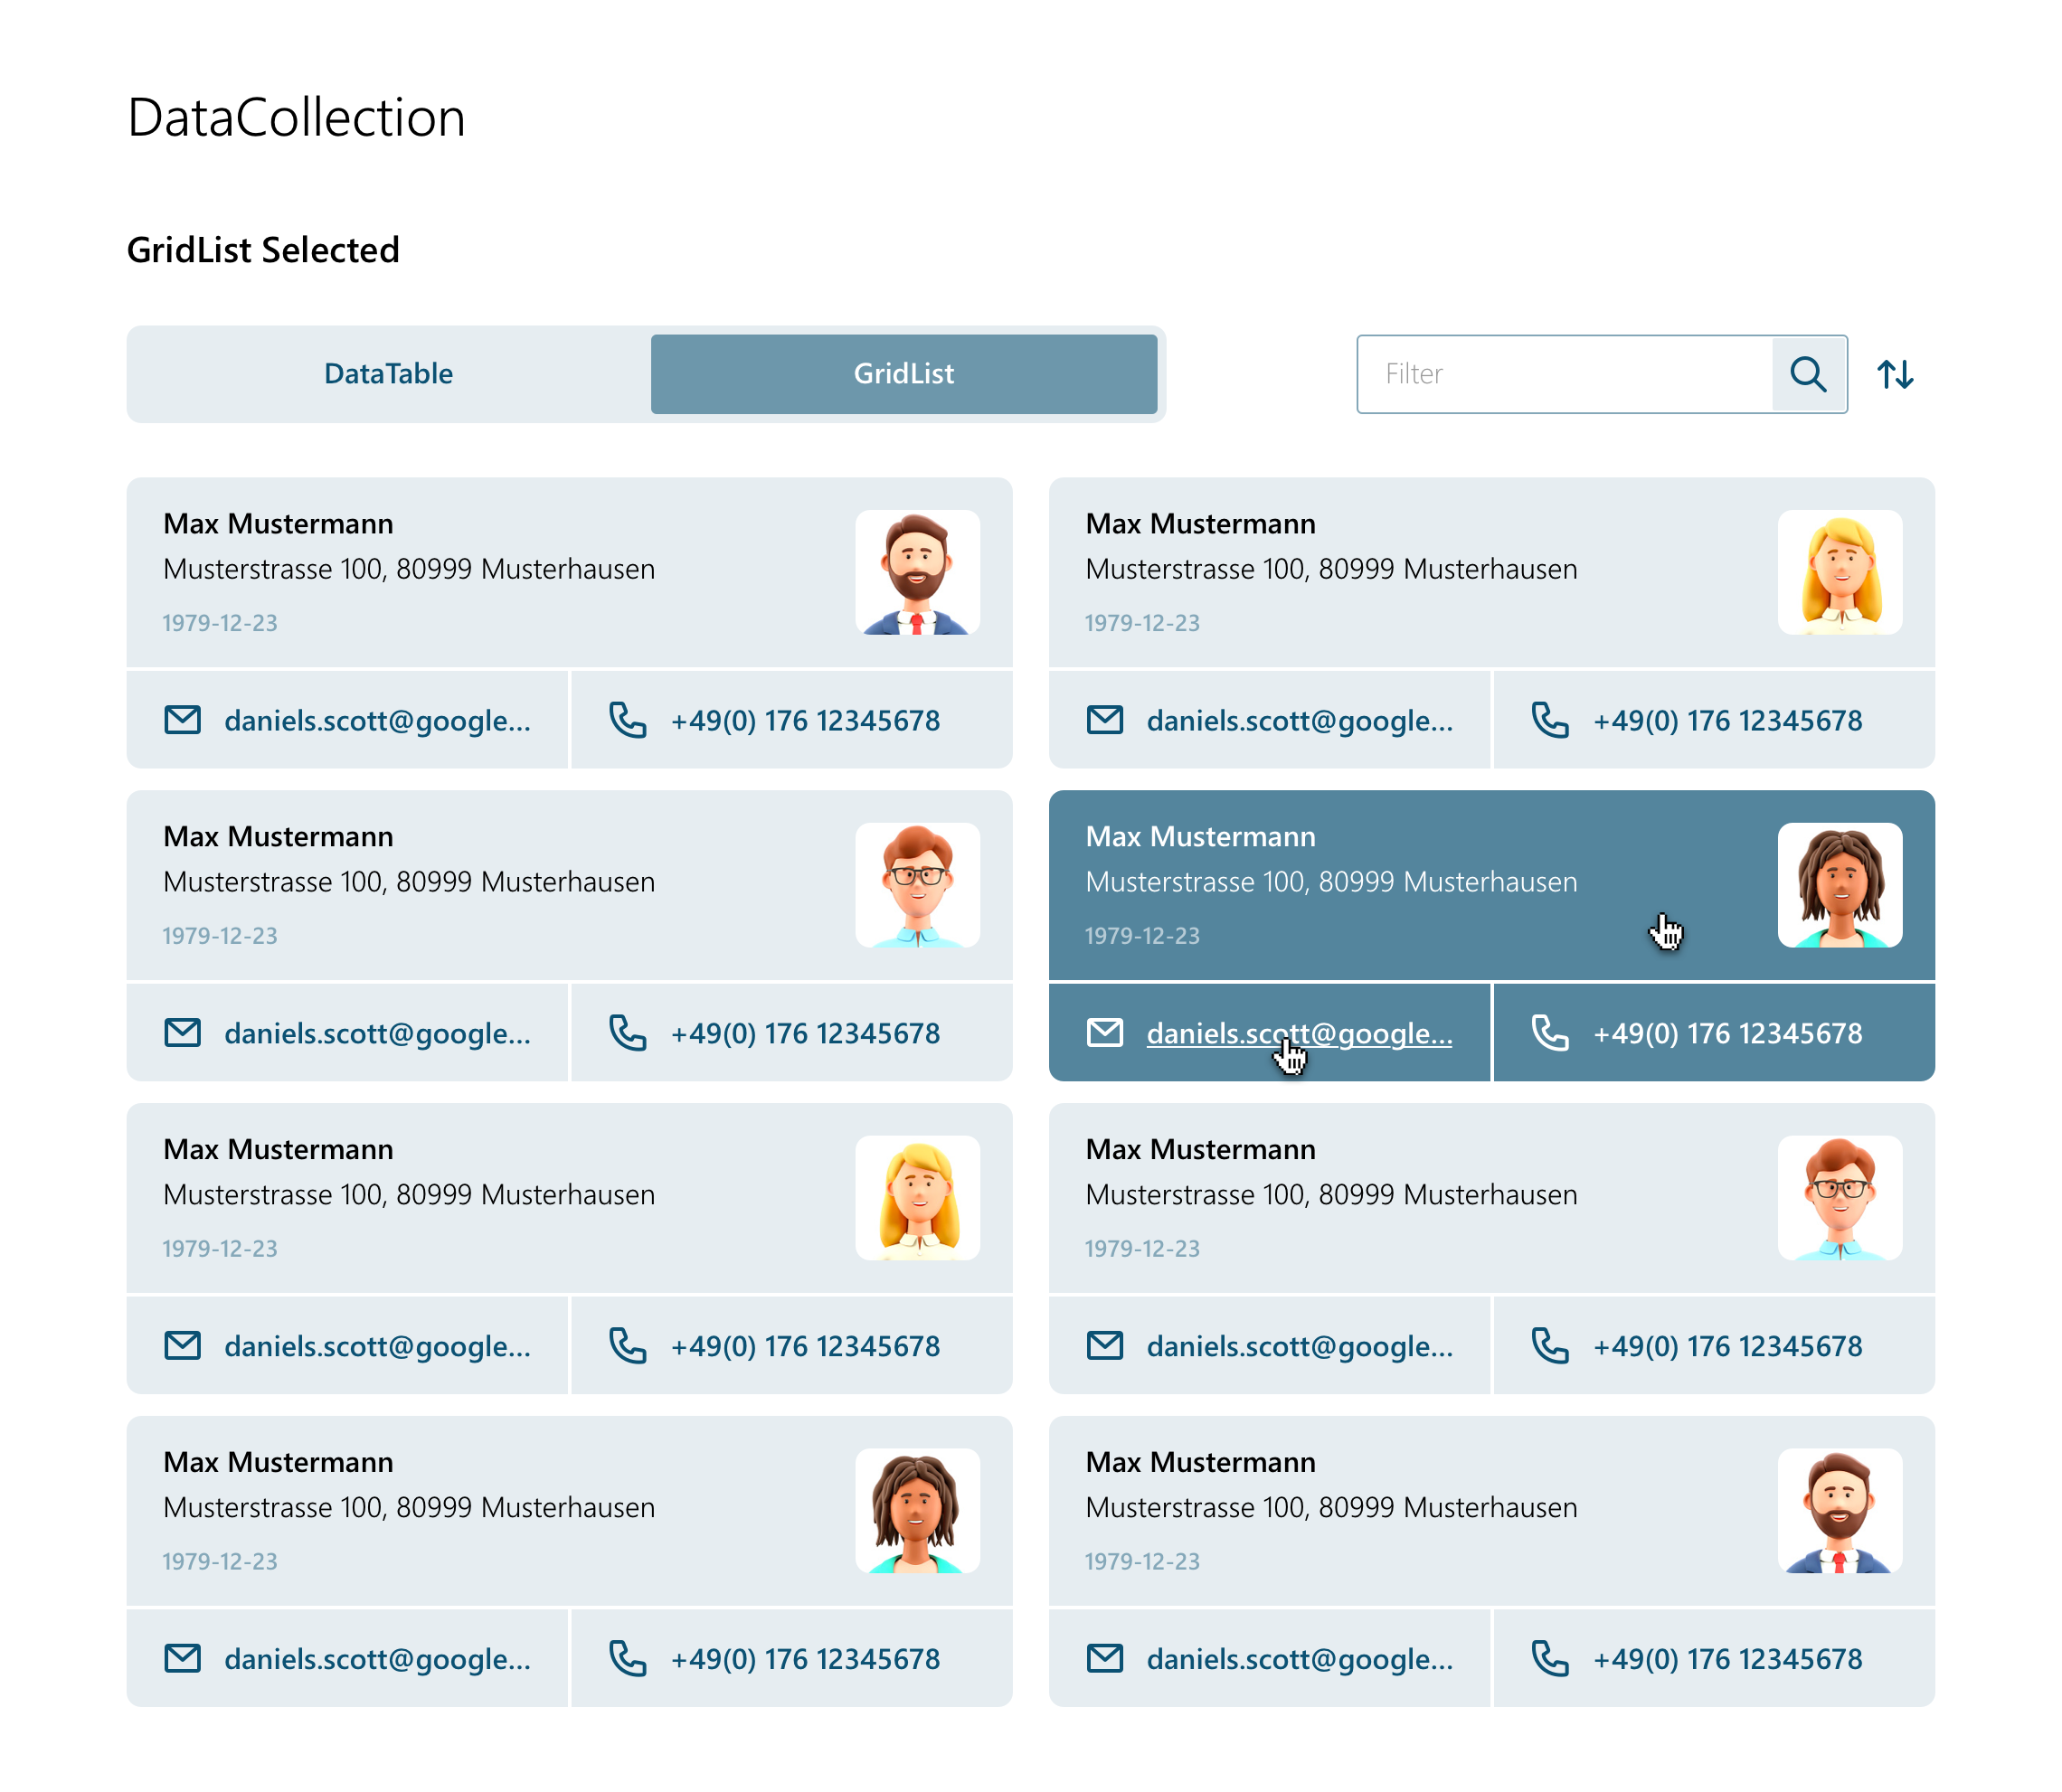 DataCollection
GridList Selected
DataTable
GridList
Filter
Max Mustermann
Musterstrasse 100, 80999 Musterhausen
1979-12-23
daniels.scott@google...
+49(0) 176 12345678
Max Mustermann
Musterstrasse 100, 80999 Musterhausen
1979-12-23
daniels.scott@google...
+49(0) 176 12345678
Max Mustermann
Musterstrasse 100, 80999 Musterhausen
1979-12-23
daniels.scott@google...
+49(0) 176 12345678
Max Mustermann
Musterstrasse 100, 80999 Musterhausen
1979-12-23
daniels.scott@google...
+49(0) 176 12345678
Max Mustermann
Musterstrasse 100, 80999 Musterhausen
1979-12-23
daniels.scott@google...
+49(0) 176 12345678
Max Mustermann
Musterstrasse 100, 80999 Musterhausen
1979-12-23
daniels.scott@google...
+49(0) 176 12345678
Max Mustermann
Musterstrasse 100, 80999 Musterhausen
1979-12-23
daniels.scott@google...
+49(0) 176 12345678
Max Mustermann
Musterstrasse 100, 80999 Musterhausen
1979-12-23
daniels.scott@google...
+49(0) 176 12345678